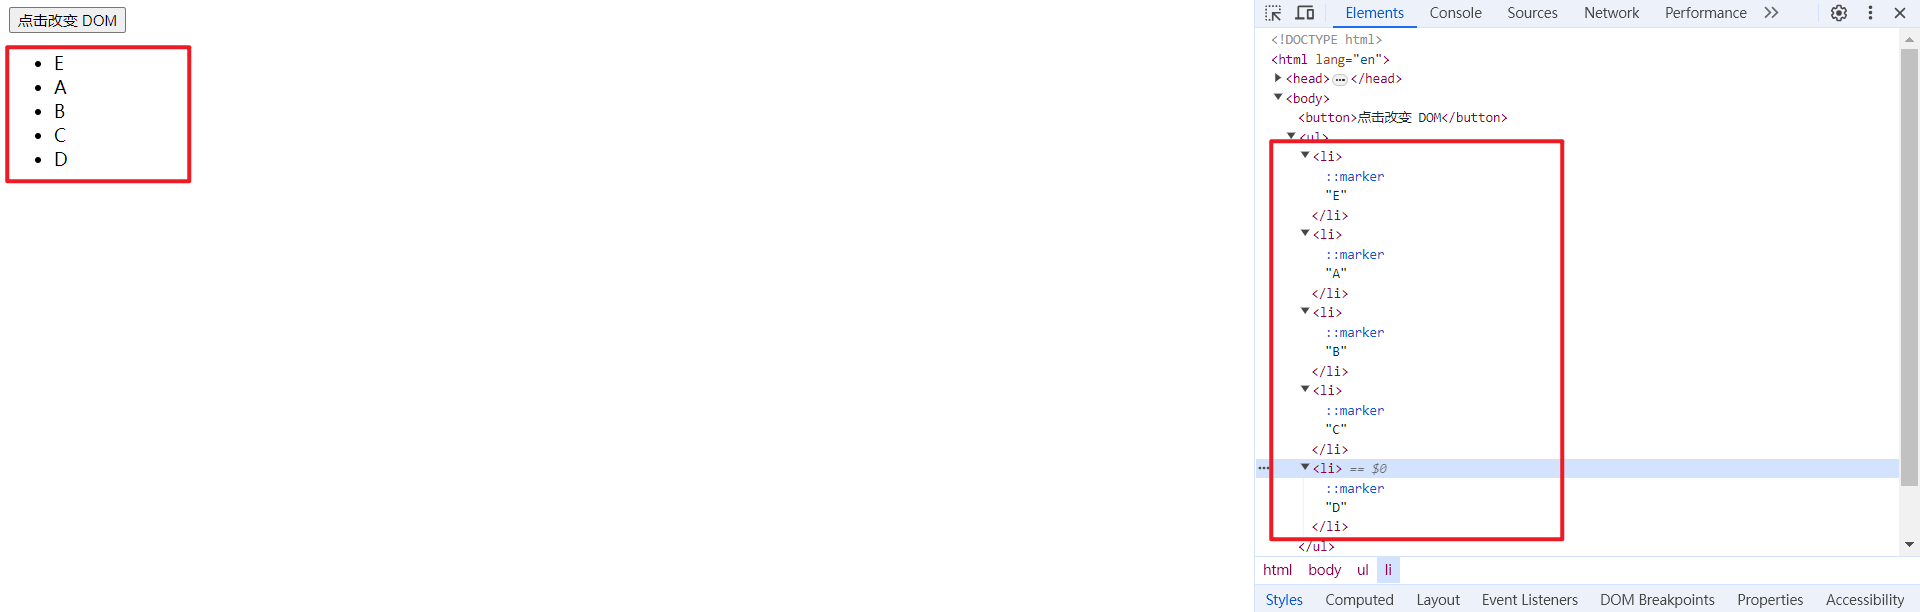 点击改变 DOM
• E
• A
• B
• C
• D
Elements Console Sources Network Performance
<!DOCTYPE html>
<html lang="en">
<head> ••• </head>
<body>
<button>点击改变 DOM</button>
<ul>
<li>
::marker
"E"
</li>
<li>
::marker
"A"
</li>
<li>
::marker
"B"
</li>
<li>
::marker
"C"
</li>
<li> == $0
::marker
"D"
</li>
</ul>
html body ul li
Styles Computed Layout Event Listeners DOM Breakpoints Properties Accessibility